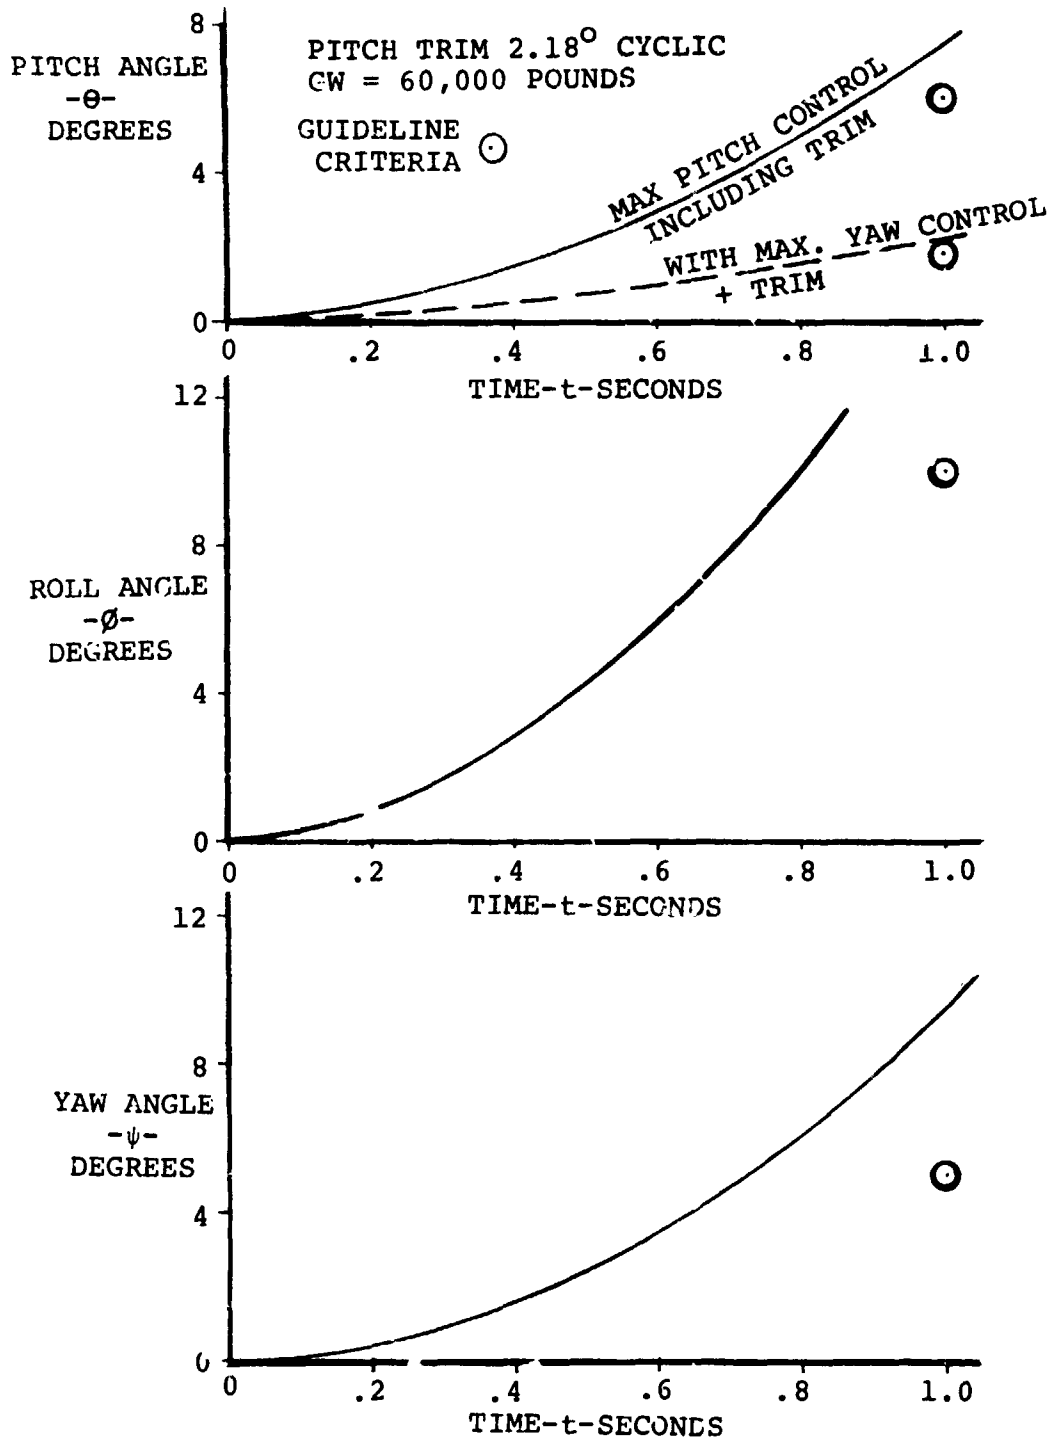 8
PITCH ANGLE
-θ-
DEGREES
4
0
PITCH TRIM 2.18° CYCLIC
GW = 60,000 POUNDS
GUIDELINE
CRITERIA
MAX PITCH CONTROL
INCLUDING TRIM
WITH MAX. YAW CONTROL
+ TRIM
0 .2 .4 .6 .8 1.0
TIME-t-SECONDS
12
8
ROLL ANGLE
-Ø-
DEGREES
4
0
0 .2 .4 .6 .8 1.0
TIME-t-SECONDS
12
8
YAW ANGLE
-ψ-
DEGREES
4
0
0 .2 .4 .6 .8 1.0
TIME-t-SECONDS